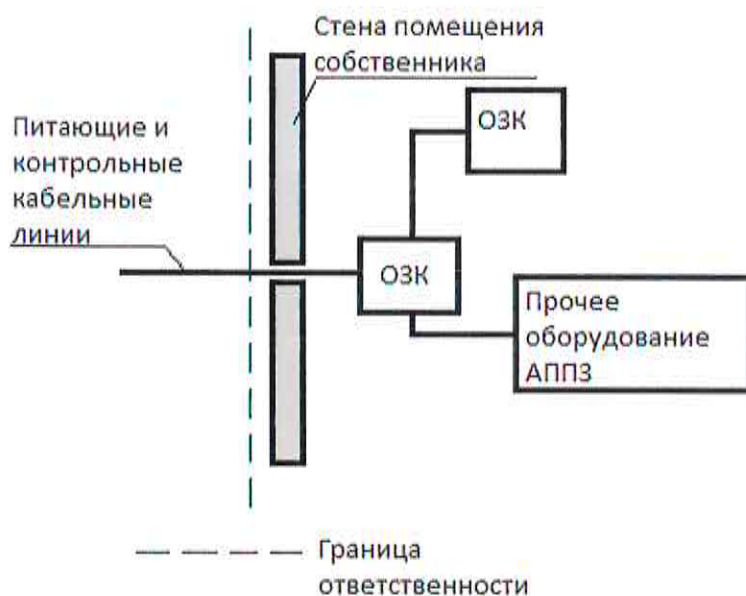 Стена помещения
собственника
ОЗК
Питающие и
контрольные
кабельные
линии
ОЗК
Прочее
оборудование
АППЗ
Граница
ответственности